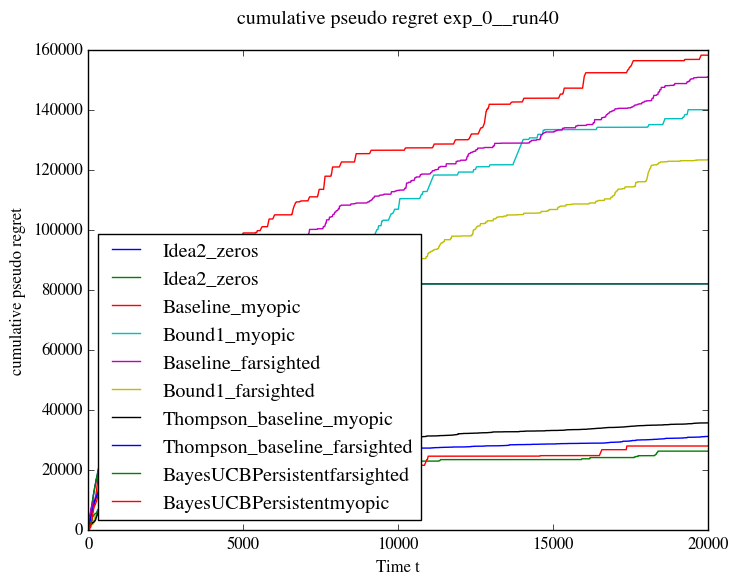 cumulative pseudo regret exp_0__run40
160000
140000
120000
100000
80000
60000
40000
20000
0
cumulative pseudo regret
Idea2_zeros
Idea2_zeros
Baseline_myopic
Bound1_myopic
Baseline_farsighted
Bound1_farsighted
Thompson_baseline_myopic
Thompson_baseline_farsighted
BayesUCBPersistentfarsighted
BayesUCBPersistentmyopic
0 5000 10000 15000 20000
Time t